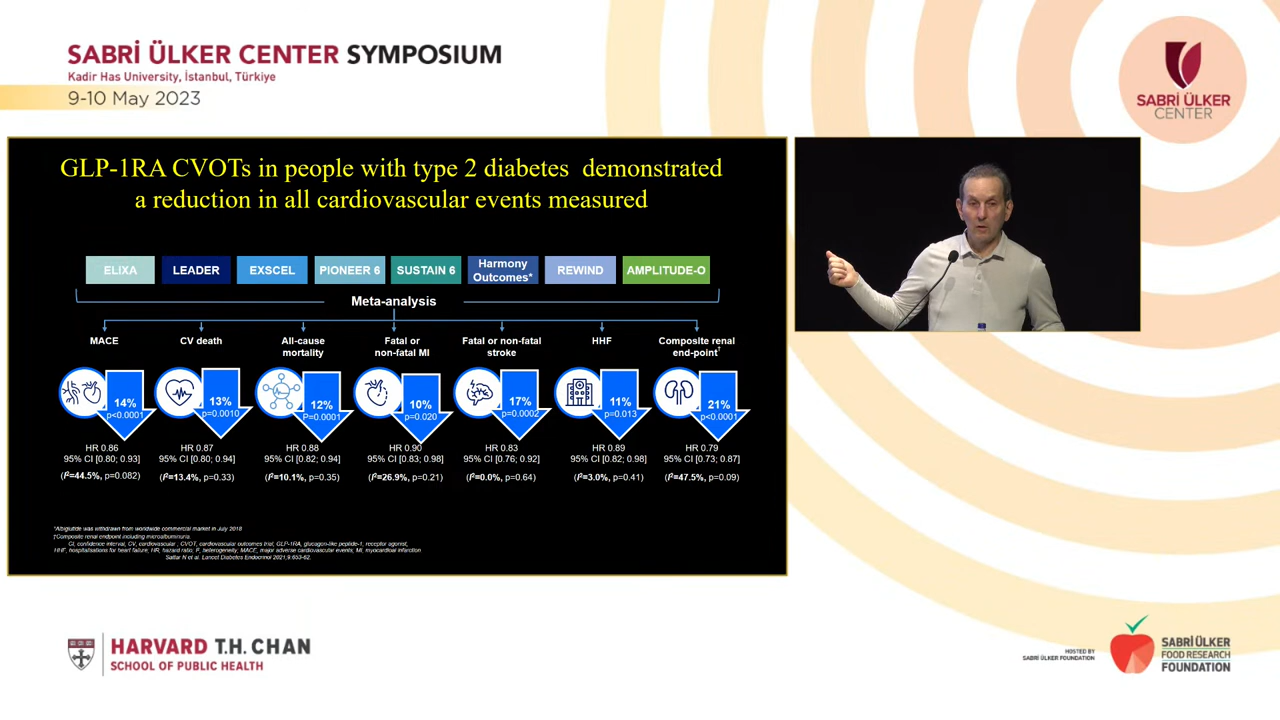 SABRİ ÜLKER CENTER SYMPOSIUM
Kadir Has University, İstanbul, Türkiye
9-10 May 2023
SABRİ ÜLKER
CENTER
GLP-1RA CVOTs in people with type 2 diabetes demonstrated
a reduction in all cardiovascular events measured
ELIXA
LEADER
EXSCEL
PIONEER 6
SUSTAIN 6
Harmony
Outcomes*
REWIND
AMPLITUDE-O
Meta-analysis
MACE
CV death
All-cause
mortality
Fatal or
non-fatal MI
Fatal or non-fatal
stroke
HHF
Composite renal
end-point†
14%
p<0.0001
13%
p=0.0010
12%
P=0.0001
10%
p=0.020
17%
p=0.0002
11%
p=0.013
21%
p<0.0001
HR 0.86
95% CI [0.80; 0.93]
(I²=44.5%, p=0.082)
HR 0.87
95% CI [0.80; 0.94]
(I²=13.4%, p=0.33)
HR 0.88
95% CI [0.82; 0.94]
(I²=10.1%, p=0.35)
HR 0.90
95% CI [0.83; 0.98]
(I²=26.9%, p=0.21)
HR 0.83
95% CI [0.76; 0.92]
(I²=0.0%, p=0.64)
HR 0.89
95% CI [0.82; 0.98]
(I²=3.0%, p=0.41)
HR 0.79
95% CI [0.73; 0.87]
(I²=47.5%, p=0.09)
*Albiglutide was withdrawn from worldwide commercial market in July 2018
†Composite renal endpoint including macroalbuminuria.
CI, confidence interval, CV, cardiovascular , CVOT, cardiovascular outcomes trial, GLP-1RA, glucagon-like peptide-1, receptor agonist,
HHF, hospitalisations for heart failure; HR, hazard ratio; I², heterogeneity; MACE, major adverse cardiovascular events; MI, myocardial infarction
Sattar N et al. Lancet Diabetes Endocrinol 2021;9:653-62.
HARVARD T.H. CHAN
SCHOOL OF PUBLIC HEALTH
HOSTED BY
SABRİ ÜLKER FOUNDATION
SABRİ ÜLKER
FOOD RESEARCH
FOUNDATION